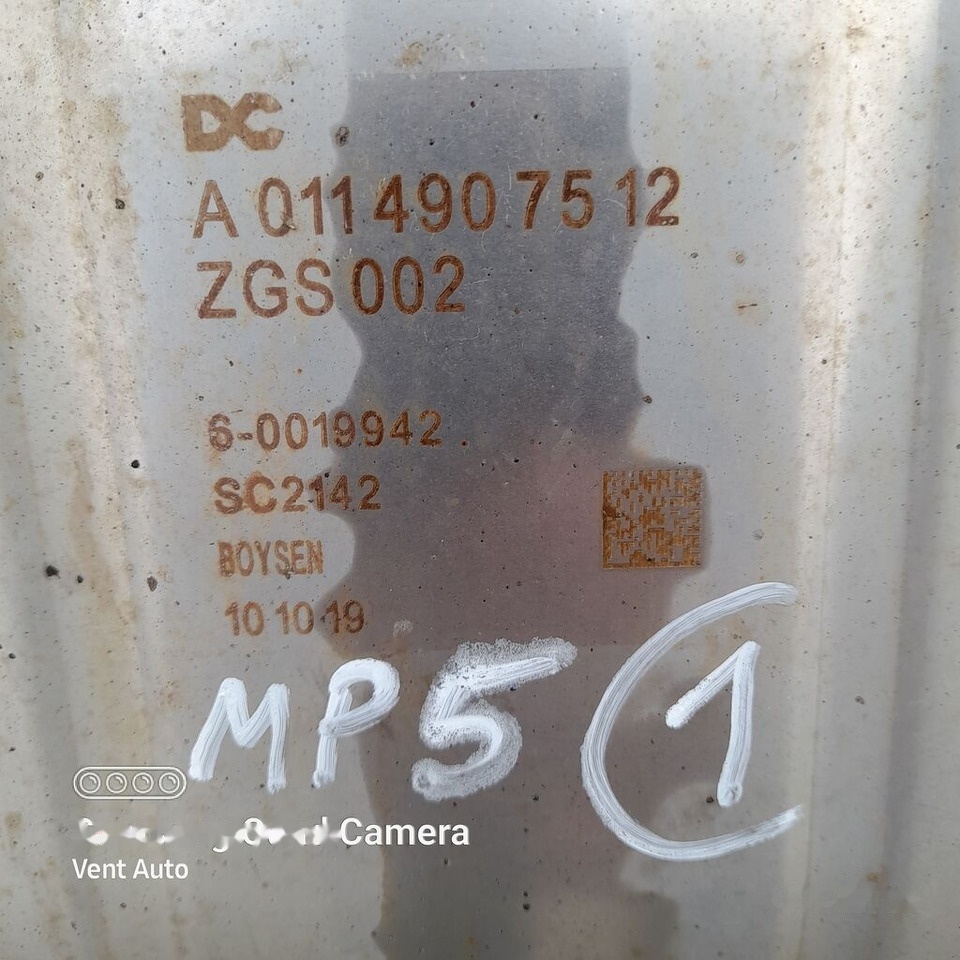 DC
A 011 490 75 12
ZGS 002
6-0019942 .
SC2142
BOYSEN
10 10 19
MP5 1
Camera
Vent Auto